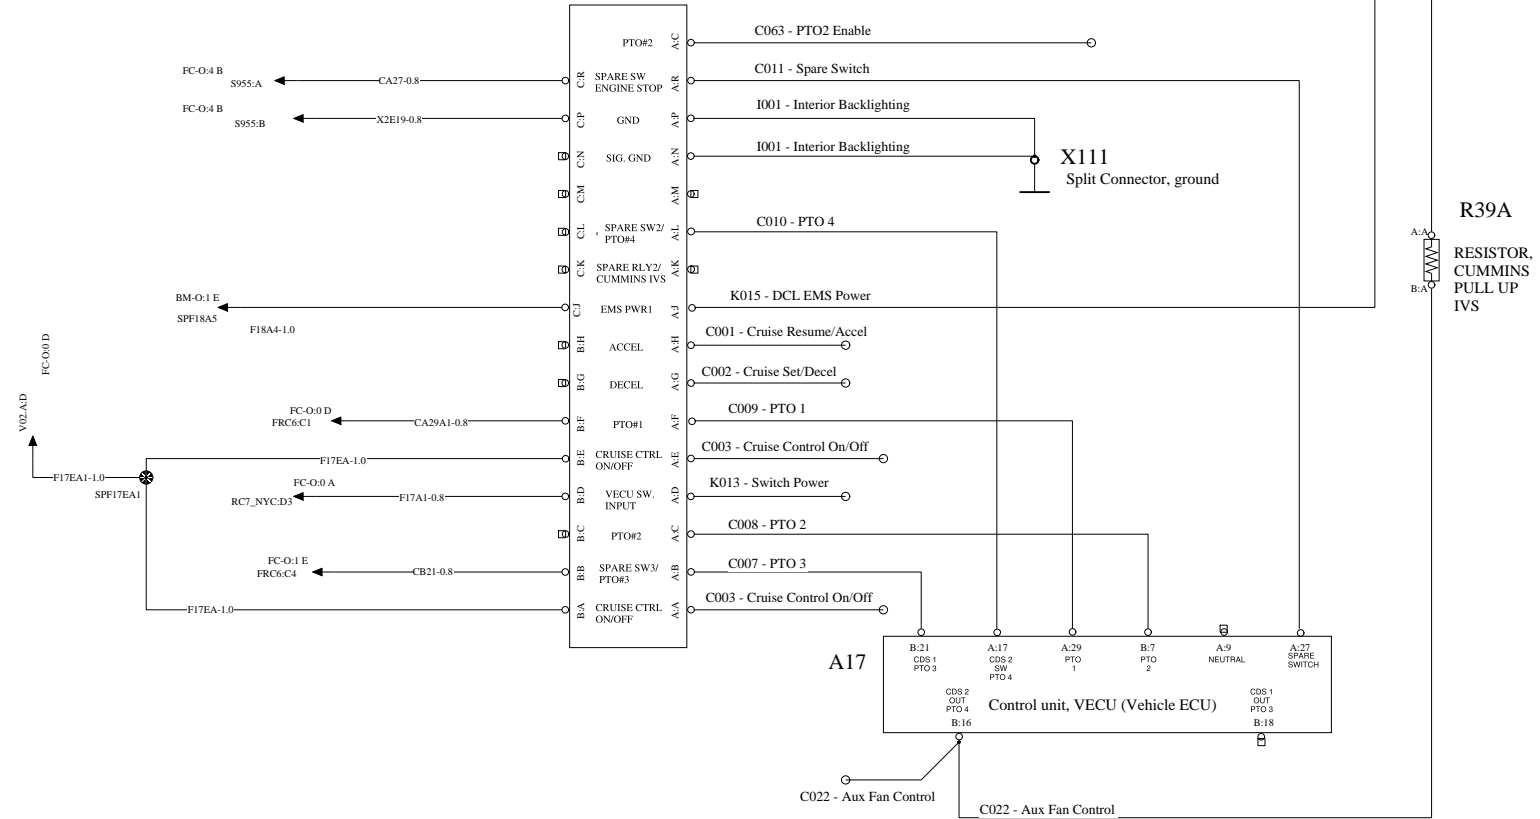 PTO#2
A:C
C063 - PTO2 Enable
FC-O:4 B
S955:A
CA27-0.8
C:R
SPARE SW
ENGINE STOP
A:R
C011 - Spare Switch
FC-O:4 B
S955:B
X2E19-0.8
C:P
GND
A:P
I001 - Interior Backlighting
C:N
SIG. GND
A:N
I001 - Interior Backlighting
X111
Split Connector, ground
C:M
A:M
C:L
SPARE SW2/
PTO#4
A:L
C010 - PTO 4
R39A
A:A
RESISTOR,
CUMMINS
PULL UP
IVS
B:A
C:K
SPARE RLY2/
CUMMINS IVS
A:K
BM-O:1 E
SPF18A5
F18A4-1.0
C:J
EMS PWR1
A:J
K015 - DCL EMS Power
B:H
ACCEL
A:H
C001 - Cruise Resume/Accel
FC-O:0 D
B:G
DECEL
A:G
C002 - Cruise Set/Decel
V02.A:D
FC-O:0 D
FRC6:C1
CA29A1-0.8
B:F
PTO#1
A:F
C009 - PTO 1
F17EA-1.0
B:E
CRUISE CTRL
ON/OFF
A:E
C003 - Cruise Control On/Off
F17EA1-1.0
SPF17EA1
FC-O:0 A
RC7_NYC:D3
F17A1-0.8
B:D
VECU SW.
INPUT
A:D
K013 - Switch Power
B:C
PTO#2
A:C
C008 - PTO 2
FC-O:1 E
FRC6:C4
CB21-0.8
B:B
SPARE SW3/
PTO#3
A:B
C007 - PTO 3
F17EA-1.0
B:A
CRUISE CTRL
ON/OFF
A:A
C003 - Cruise Control On/Off
A17
B:21
CDS 1
PTO 3
A:17
CDS 2
SW
PTO 4
A:29
PTO
1
B:7
PTO
2
A:9
NEUTRAL
A:27
SPARE
SWITCH
CDS 2
OUT
PTO 4
B:16
Control unit, VECU (Vehicle ECU)
CDS 1
OUT
PTO 3
B:18
C022 - Aux Fan Control
C022 - Aux Fan Control